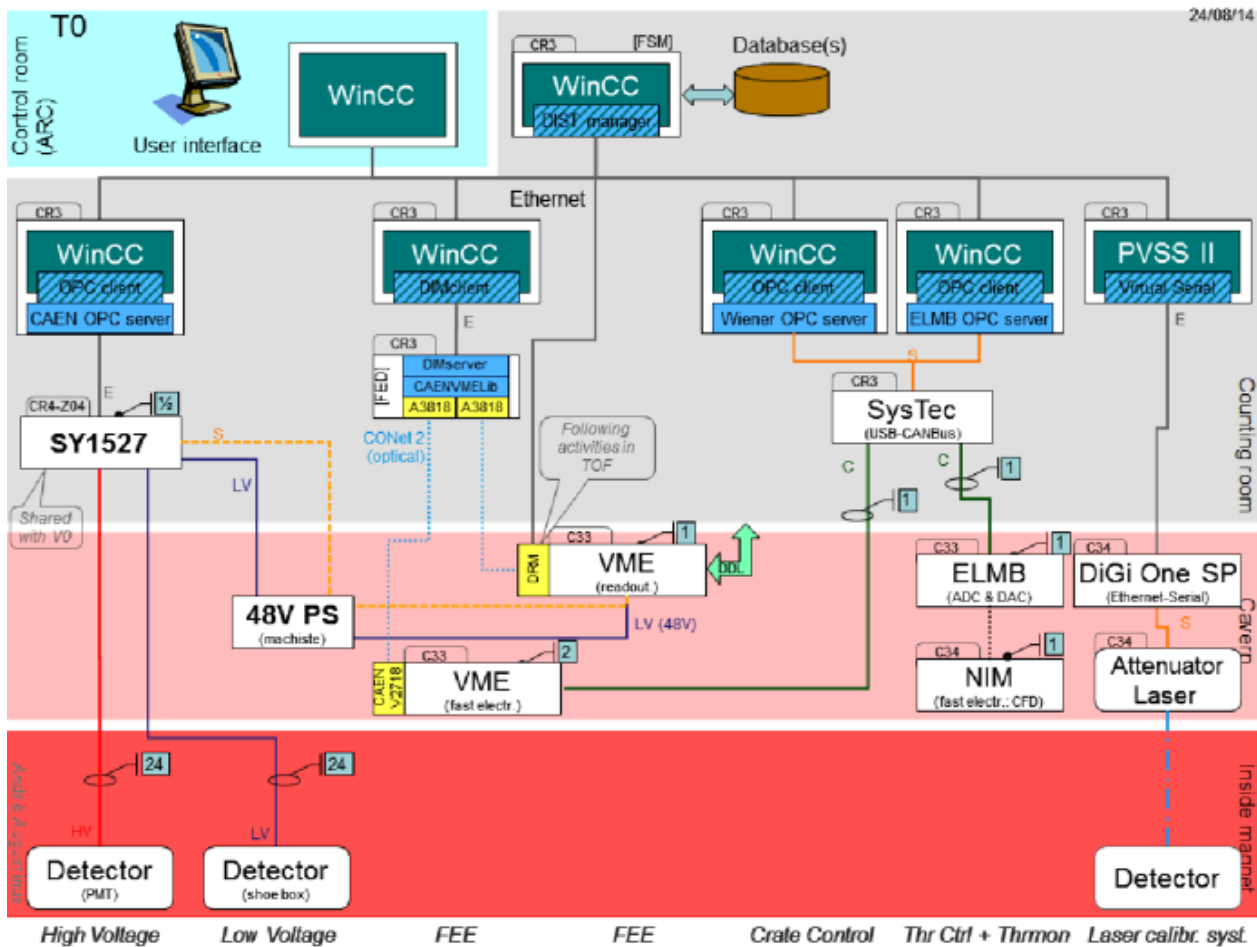 24/08/14
T0
Control room
(ARC)
User interface
WinCC
CR3
[FSM]
WinCC
DIST manager
Database(s)
Ethernet
CR3
WinCC
OPC client
CAEN OPC server
CR3
WinCC
DIMclient
CR3
WinCC
OPC client
Wiener OPC server
CR3
WinCC
OPC client
ELMB OPC server
CR3
PVSS II
Virtual Serial
E
E
E
S
CR3
[FED]
DIMserver
CAENVMELib
A3818
A3818
CR4-Z04
½
SY1527
S
LV
Shared
with V0
CONet 2
(optical)
Following
activities in
TOF
CR3
SysTec
(USB-CANBus)
C
C
1
1
Counting room
C33
1
DRM
VME
(readout)
DDL
C33
1
ELMB
(ADC & DAC)
C34
DiGi One SP
(Ethernet-Serial)
S
48V PS
(machiste)
LV (48V)
C33
2
CAEN
V2718
VME
(fast electr.)
C34
1
NIM
(fast electr.: CFD)
C34
Attenuator
Laser
Cavern
24
24
HV
LV
André Augustinus
Inside magnet
Detector
(PMT)
Detector
(shoe box)
Detector
High Voltage
Low Voltage
FEE
FEE
Crate Control
Thr Ctrl + Thrmon
Laser calibr. syst.